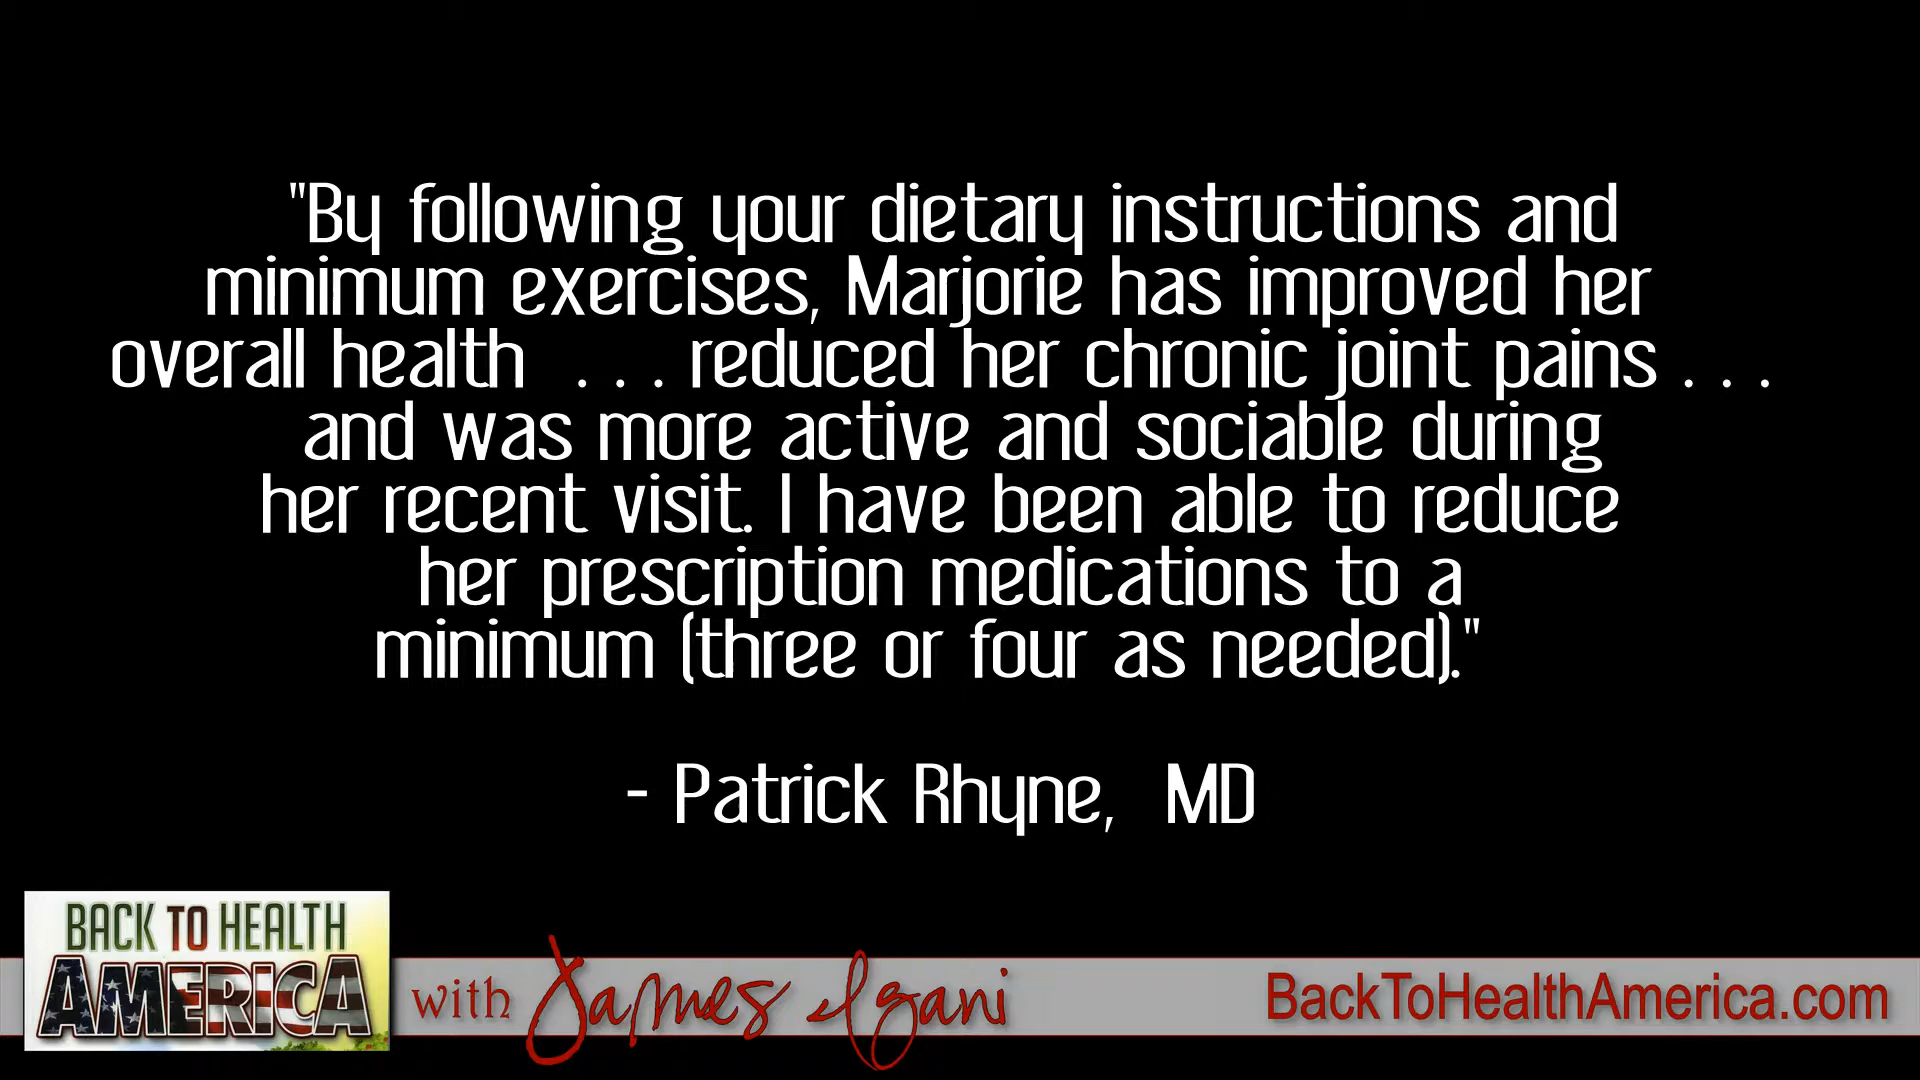 "By following your dietary instructions and
minimum exercises, Marjorie has improved her
overall health . . . reduced her chronic joint pains . . .
and was more active and sociable during
her recent visit. I have been able to reduce
her prescription medications to a
minimum (three or four as needed)."
- Patrick Rhyne, MD
BACK TO HEALTH
AMERICA
with James Izani
BackToHealthAmerica.com